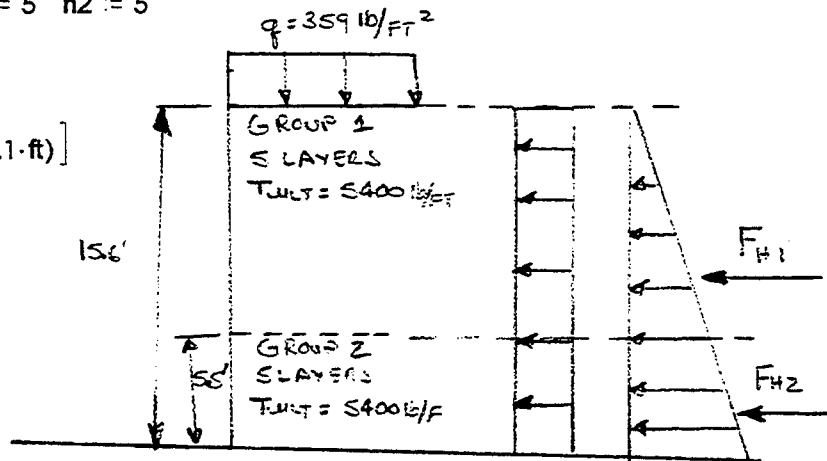 = 5 n2 := 5
q = 359 lb/FT²
.1·ft)]
GROUP 1
5 LAYERS
TULT = 5400 lb/FT
15.6'
FH1
GROUP 2
5 LAYERS
TULT = 5400 lb/F
5.5'
FH2